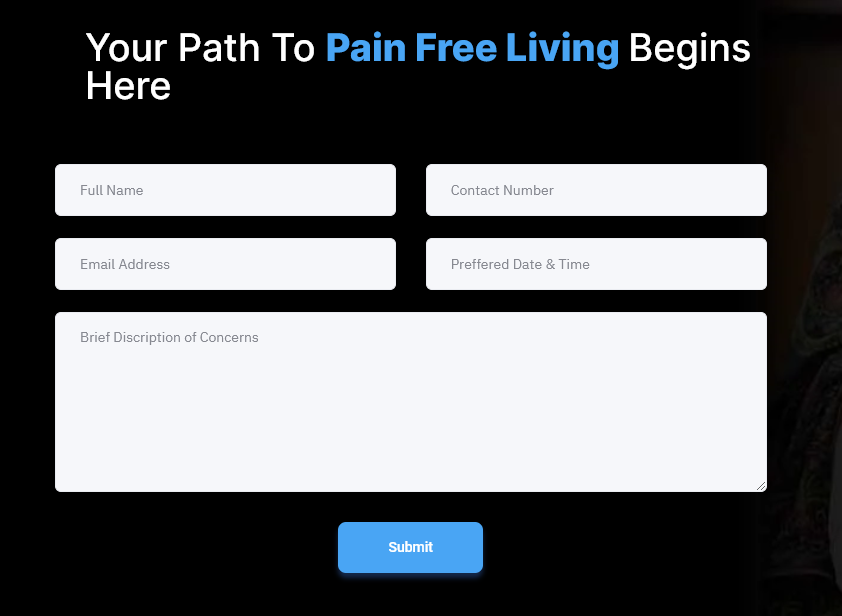 Your Path To Pain Free Living Begins
Here
Full Name
Contact Number
Email Address
Preffered Date & Time
Brief Discription of Concerns
Submit